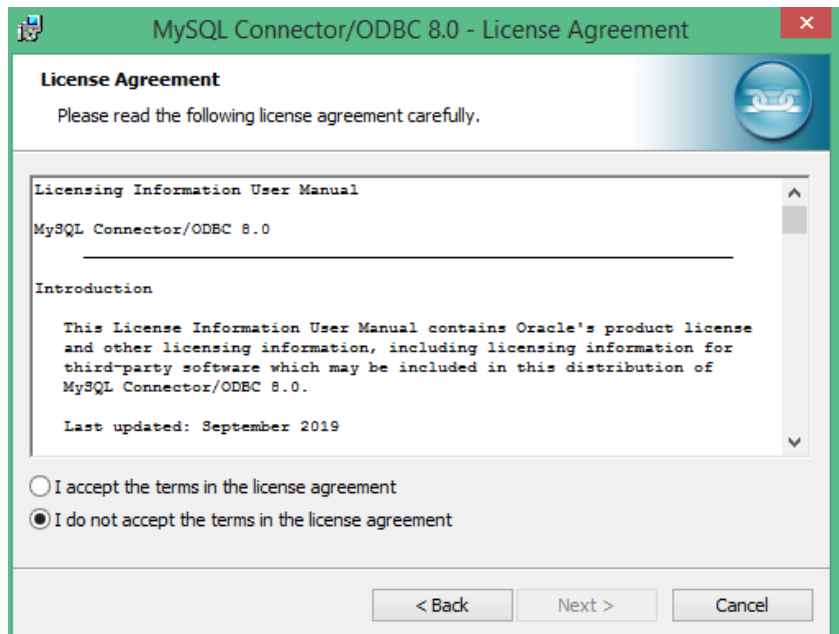 MySQL Connector/ODBC 8.0 - License Agreement
License Agreement
Please read the following license agreement carefully.
Licensing Information User Manual
MySQL Connector/ODBC 8.0
Introduction
This License Information User Manual contains Oracle's product license
and other licensing information, including licensing information for
third-party software which may be included in this distribution of
MySQL Connector/ODBC 8.0.
Last updated: September 2019
I accept the terms in the license agreement
I do not accept the terms in the license agreement
< Back Next > Cancel